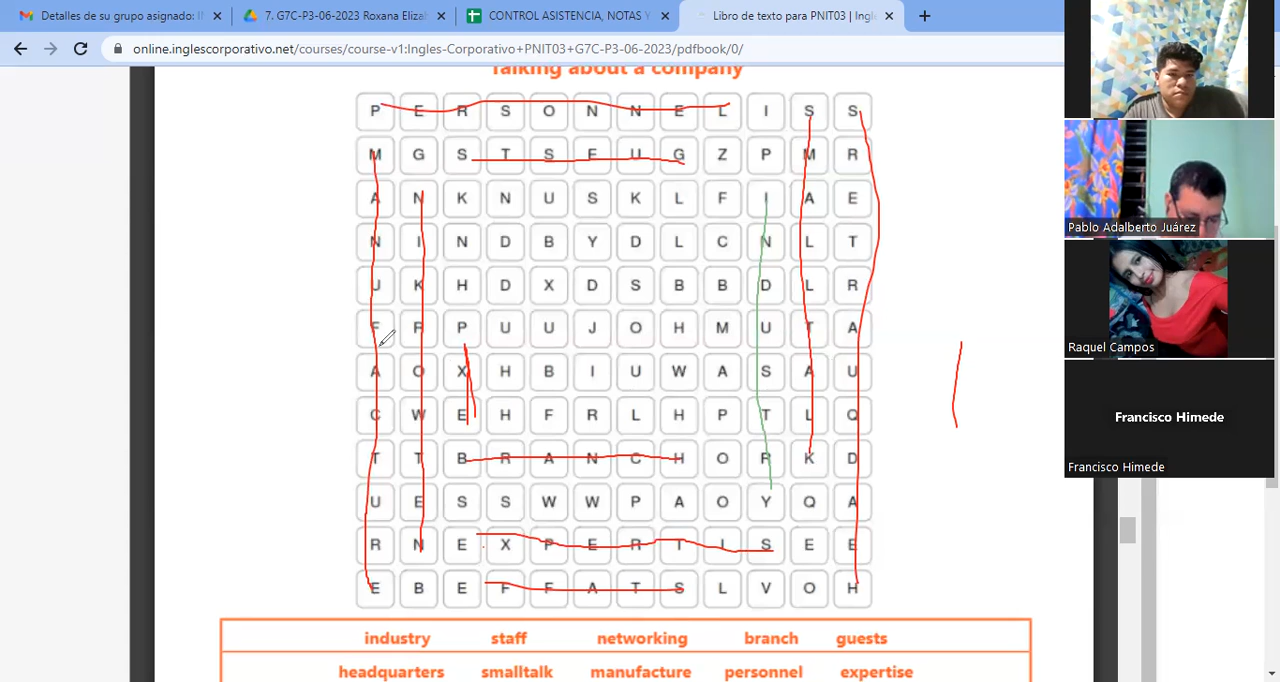 Detalles de su grupo asignado: I
7. G7C-P3-06-2023 Roxana Eliza
CONTROL ASISTENCIA, NOTAS Y
Libro de texto para PNIT03 | Ingl
online.inglescorporativo.net/courses/course-v1:Ingles-Corporativo+PNIT03+G7C-P3-06-2023/pdfbook/0/
Talking about a company
P E R S O N N E L I S S
M G S T S E U G Z P M R
A N K N U S K L F I A E
N I D B Y D L C N L T
U K H D X D S B B D L R
F R P U U J O H M U T A
A O X H B I U W A S A U
C W E H F R L H P T L Q
T T B R A N C H O R K D
U E S S W W P A O Y Q A
R N E X P E R T I S E E
E B E F F A T S L V O H
industry staff networking branch guests
headquarters smalltalk manufacture personnel expertise
Pablo Adalberto Juárez
Raquel Campos
Francisco Himede
Francisco Himede